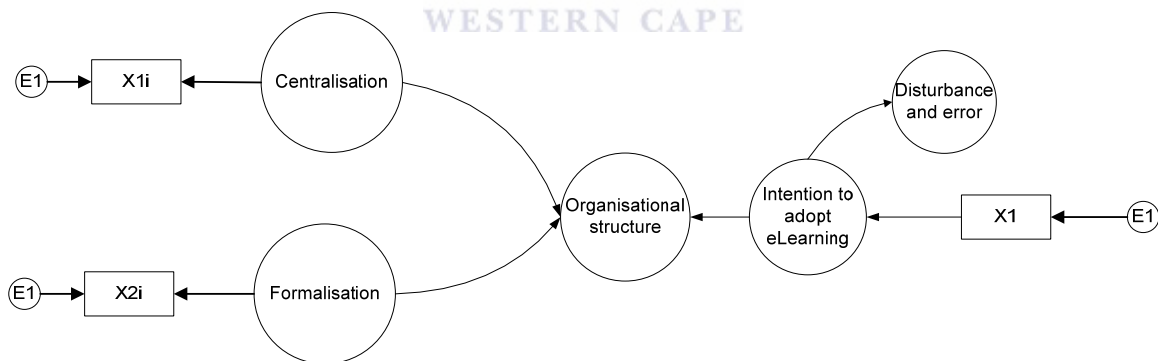 WESTERN CAPE
E1
X1i
Centralisation
Disturbance
and error
Organisational
structure
Intention to
adopt
eLearning
X1
E1
E1
X2i
Formalisation